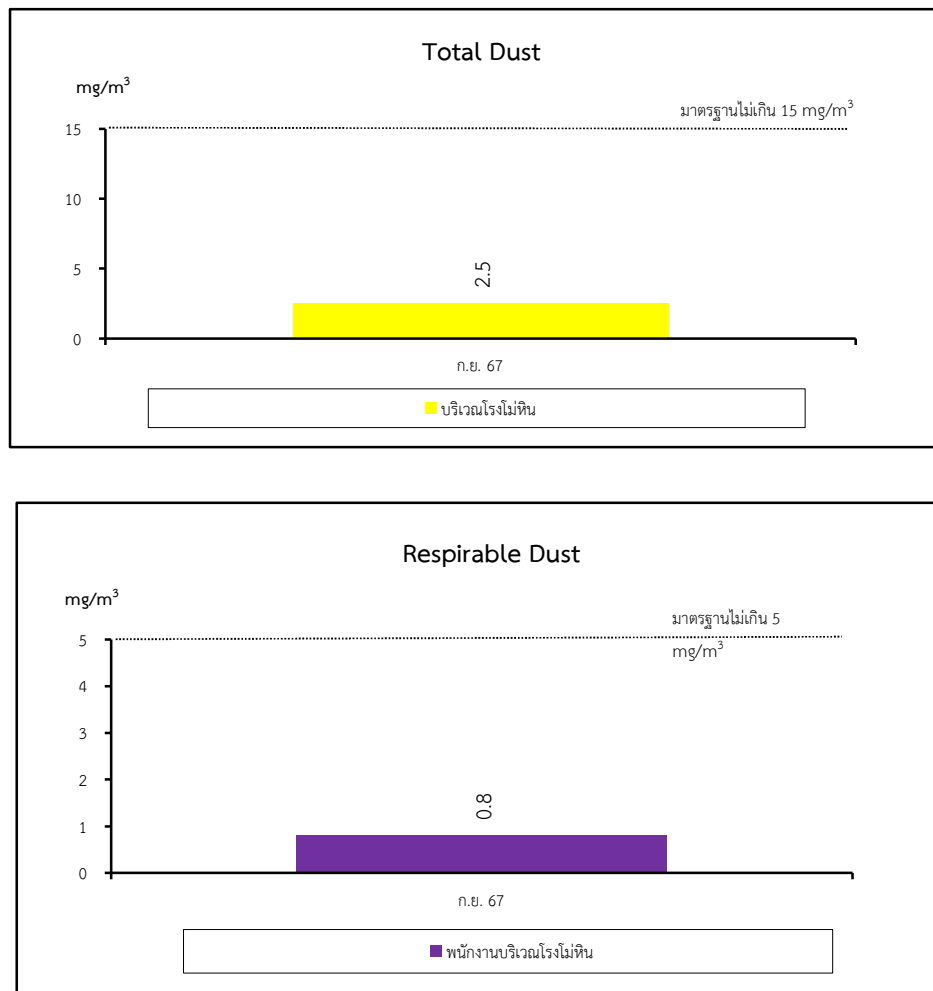 Total Dust
mg/m³
มาตรฐานไม่เกิน 15 mg/m³
15
10
5
0
2.5
ก.ย. 67
บริเวณโรงโม่หิน
Respirable Dust
mg/m³
มาตรฐานไม่เกิน 5
mg/m³
5
4
3
2
1
0
0.8
ก.ย. 67
พนักงานบริเวณโรงโม่หิน